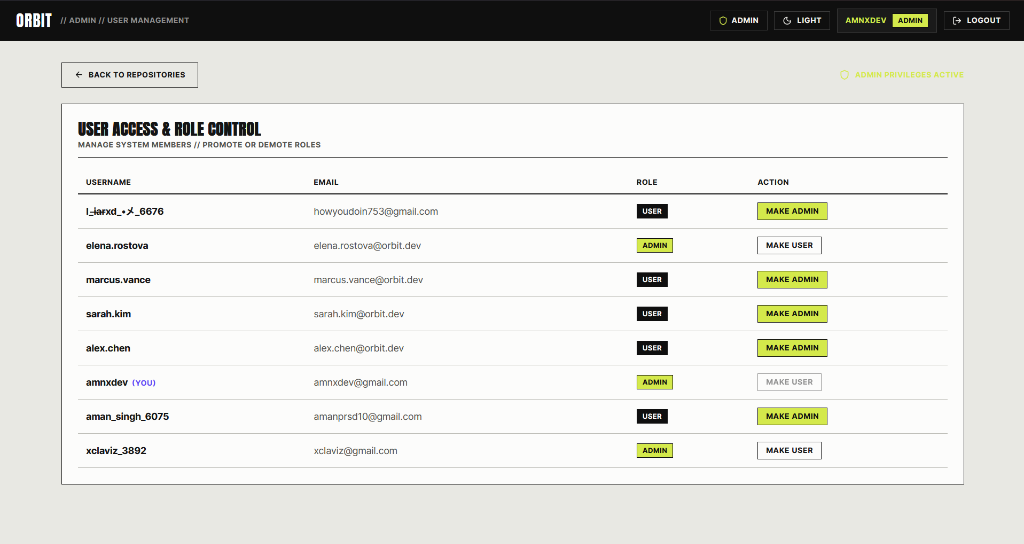 ORBIT // ADMIN // USER MANAGEMENT ADMIN LIGHT AMNXDEV ADMIN LOGOUT
BACK TO REPOSITORIES ADMIN PRIVILEGES ACTIVE
USER ACCESS & ROLE CONTROL
MANAGE SYSTEM MEMBERS // PROMOTE OR DEMOTE ROLES
USERNAME EMAIL ROLE ACTION
howyoudoin753@gmail.com USER MAKE ADMIN
elena.rostova elena.rostova@orbit.dev ADMIN MAKE USER
marcus.vance marcus.vance@orbit.dev USER MAKE ADMIN
sarah.kim sarah.kim@orbit.dev USER MAKE ADMIN
alex.chen alex.chen@orbit.dev USER MAKE ADMIN
amnxdev (YOU) amnxdev@gmail.com ADMIN MAKE USER
aman_singh_6075 amanprsd10@gmail.com USER MAKE ADMIN
xclaviz_3892 xclaviz@gmail.com ADMIN MAKE USER